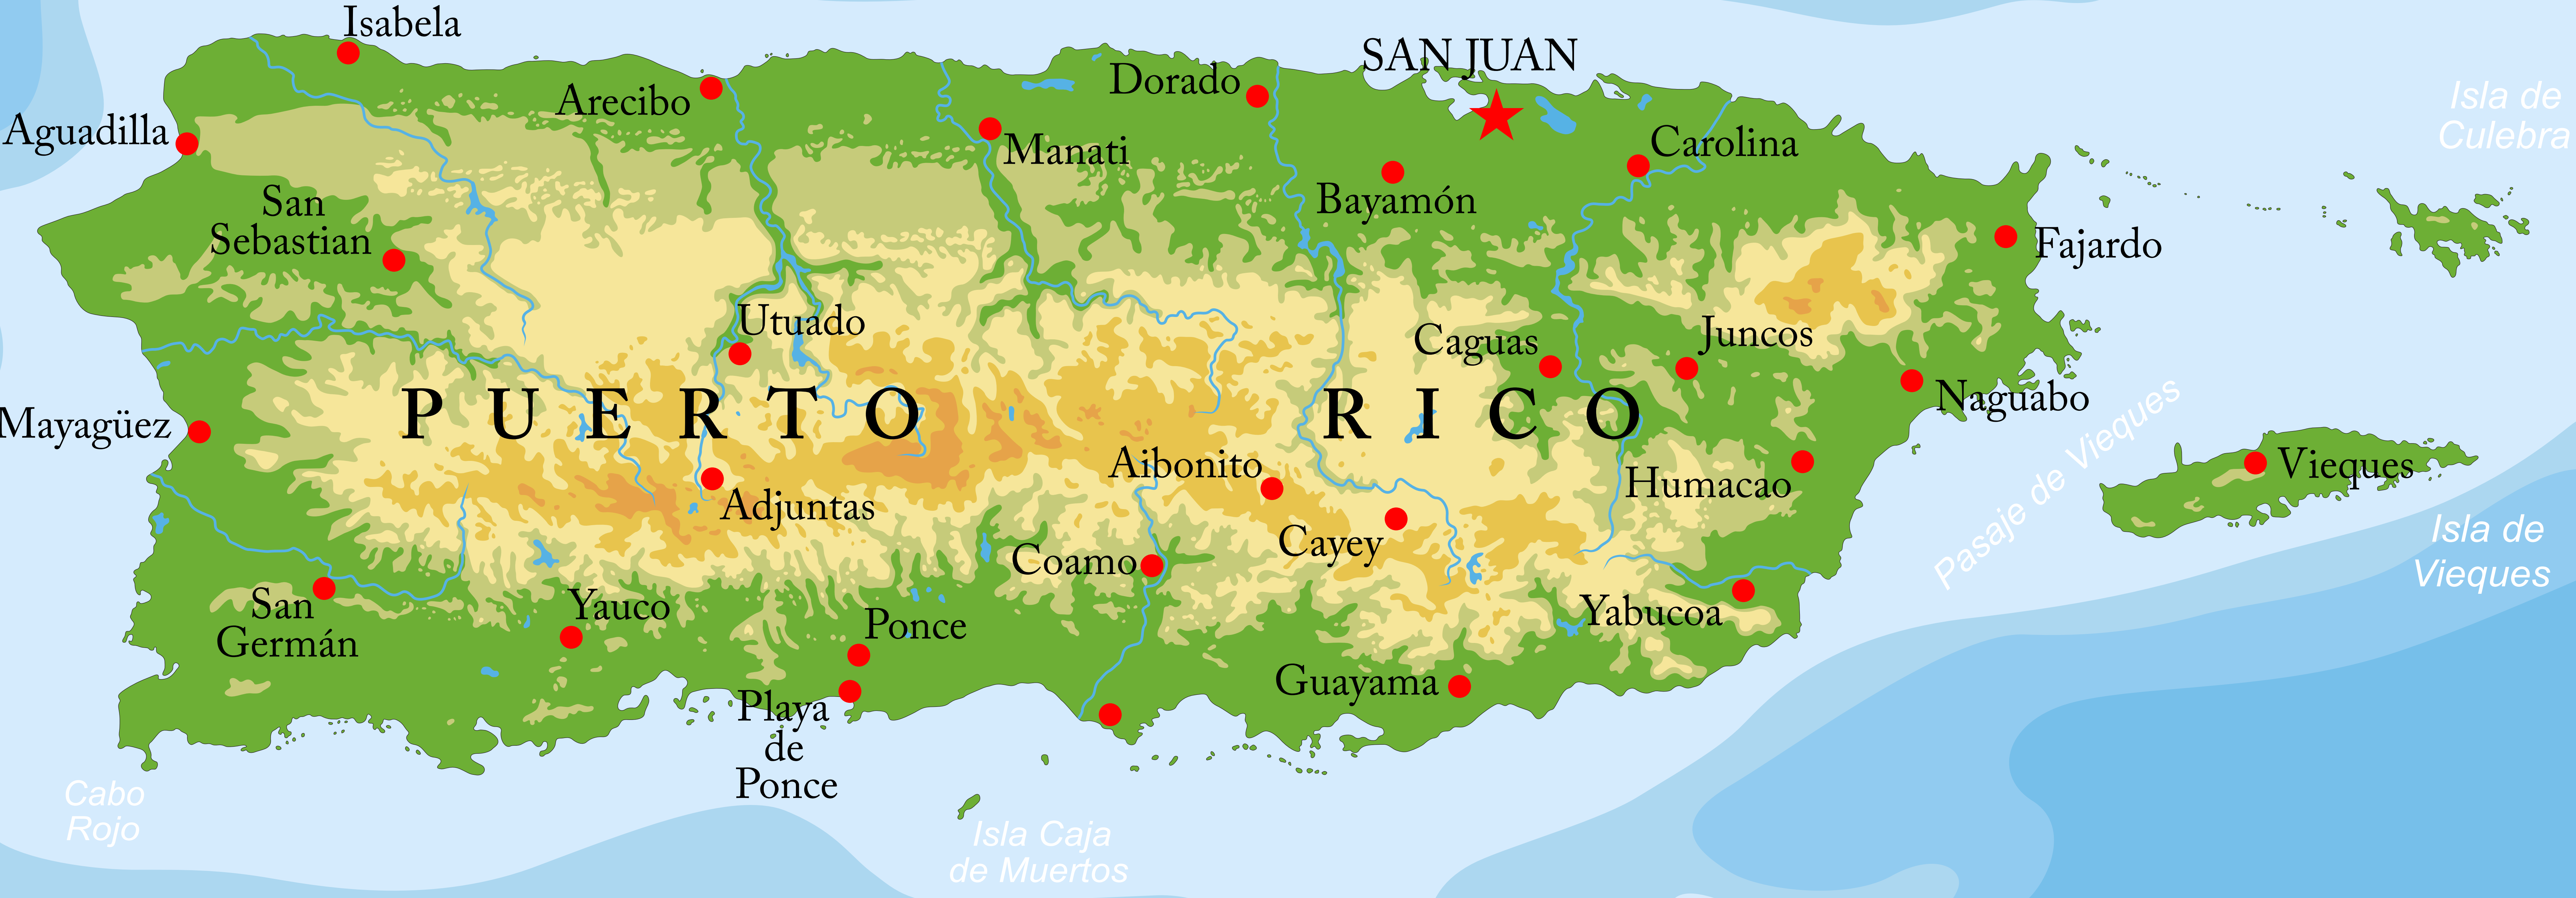 Isabela
SAN JUAN
Arecibo
Dorado
Isla de
Culebra
Aguadilla
Manati
Carolina
San
Sebastian
Bayamón
Fajardo
Utuado
Caguas
Juncos
PUERTO RICO
Mayagüez
Naguabo
Pasaje de Vieques
Aibonito
Humacao
Vieques
Adjuntas
Cayey
Isla de
Vieques
Coamo
San
Germán
Yauco
Ponce
Yabucoa
Guayama
Playa
de
Ponce
Cabo
Rojo
Isla Caja
de Muertos